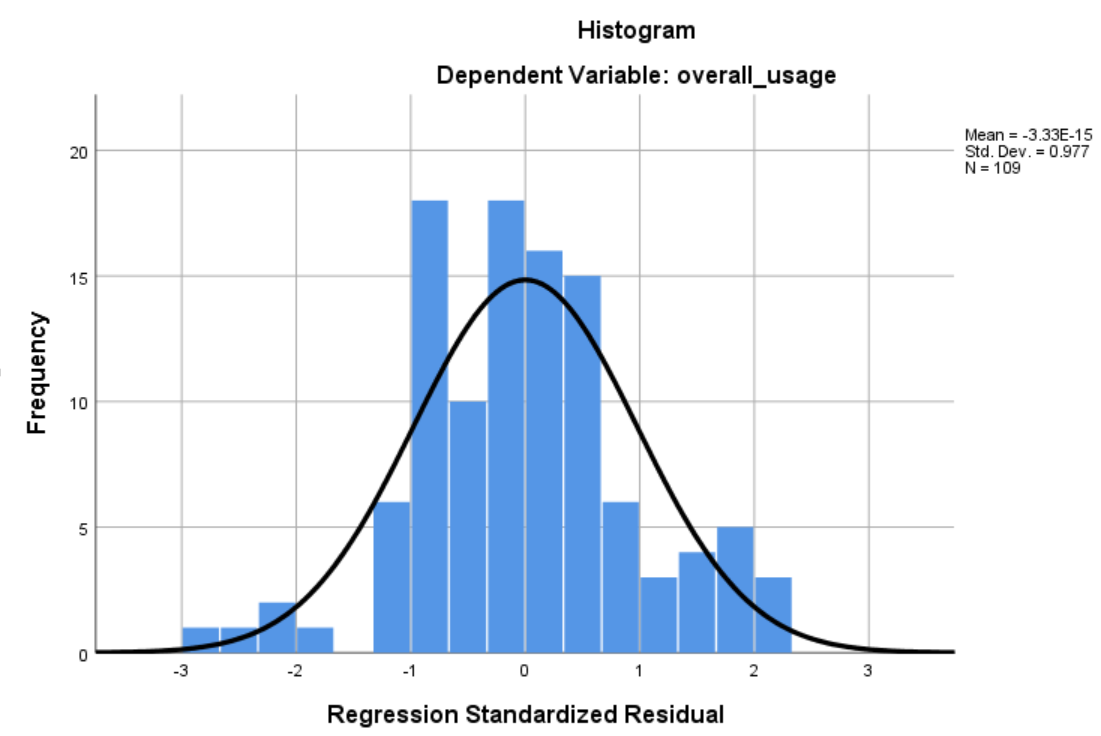 Histogram
Dependent Variable: overall_usage
Mean = -3.33E-15
Std. Dev. = 0.977
N = 109
Frequency
20
15
10
5
0
-3 -2 -1 0 1 2 3
Regression Standardized Residual